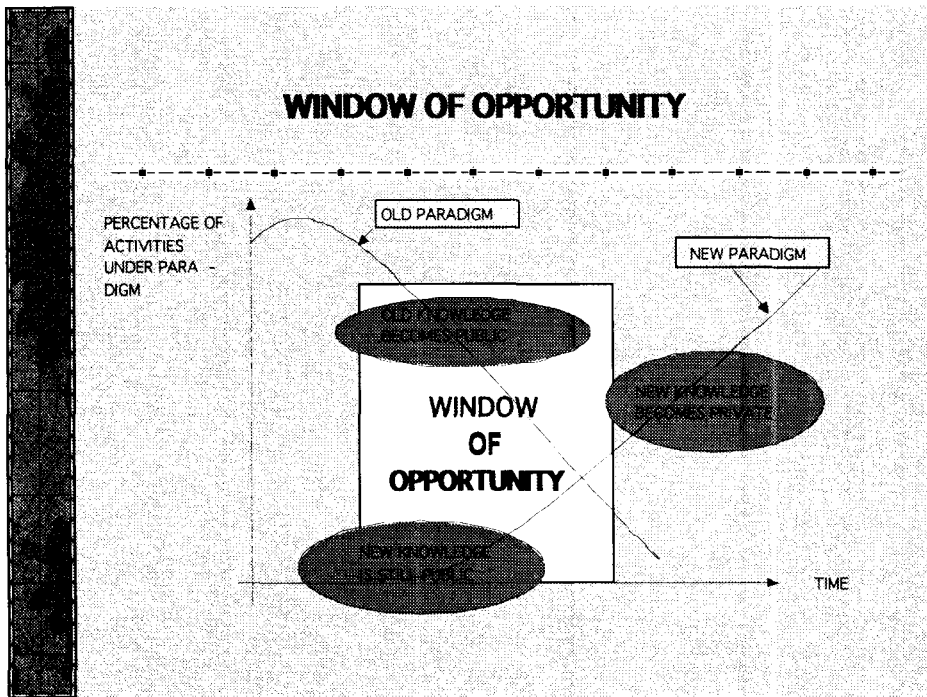 WINDOW OF OPPORTUNITY
PERCENTAGE OF
ACTIVITIES
UNDER PARA -
DIGM
OLD PARADIGM
NEW PARADIGM
OLD KNOWLEDGE
BECOMES PUBLIC
WINDOW
OF
OPPORTUNITY
NEW KNOWLEDGE
BECOMES PRIVATE
NEW KNOWLEDGE
IS STILL PUBLIC
TIME